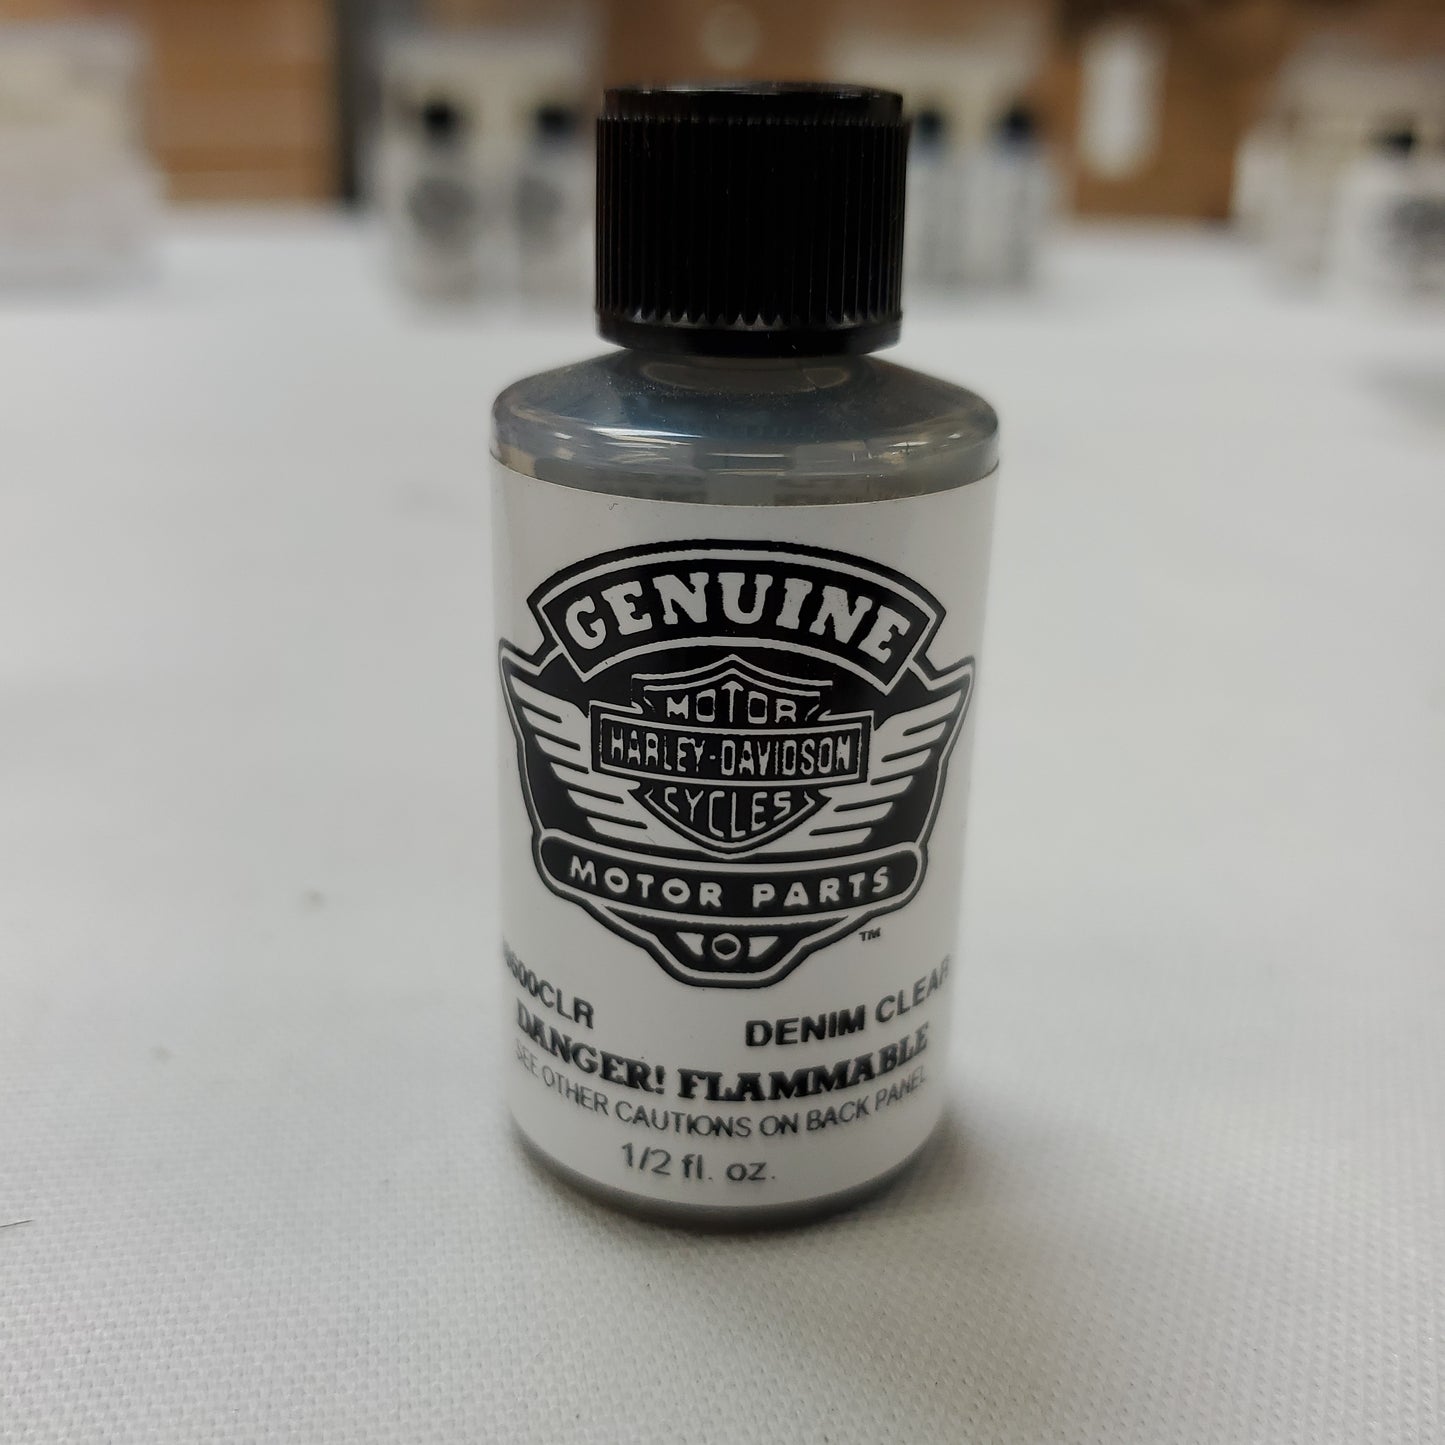 GENUINE
MOTOR
HARLEY-DAVIDSON
CYCLES
MOTOR PARTS
TM
DENIM CLEAR
DANGER! FLAMMABLE
SEE OTHER CAUTIONS ON BACK PANEL
1/2 fl. oz.